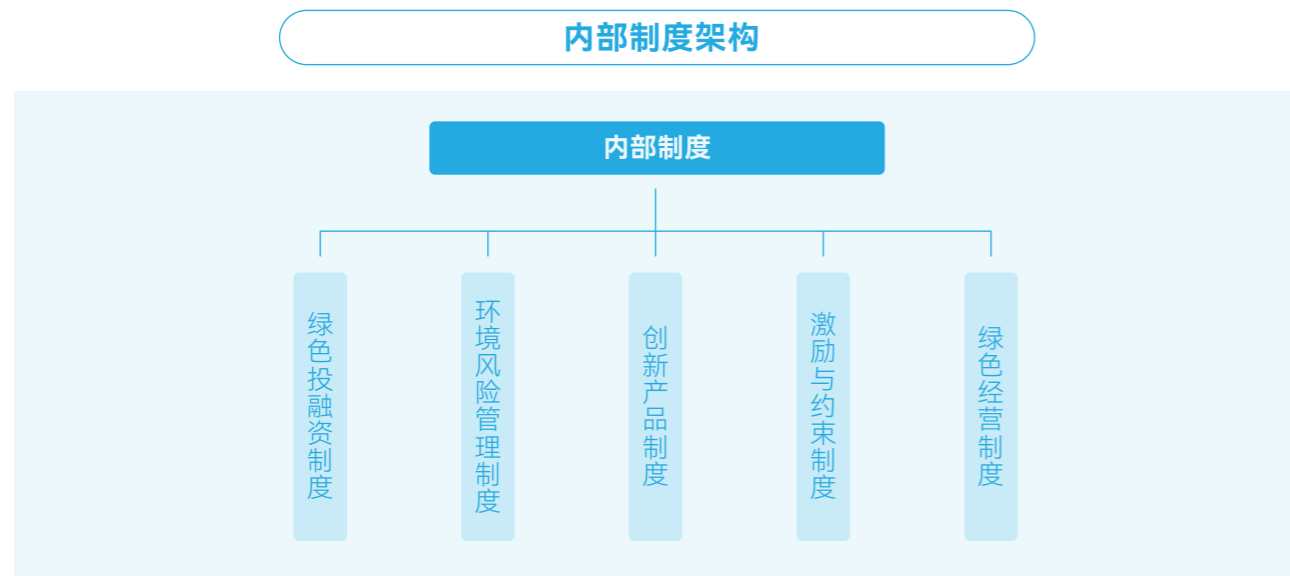 内部制度架构
内部制度
绿色投融资制度
环境风险管理制度
创新产品制度
激励与约束制度
绿色经营制度